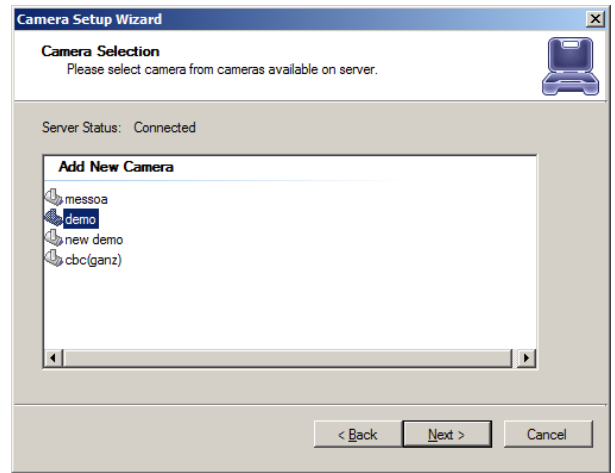 Camera Setup Wizard
Camera Selection
Please select camera from cameras available on server.
Server Status: Connected
Add New Camera
messoa
demo
new demo
cbc(ganz)
< Back Next > Cancel